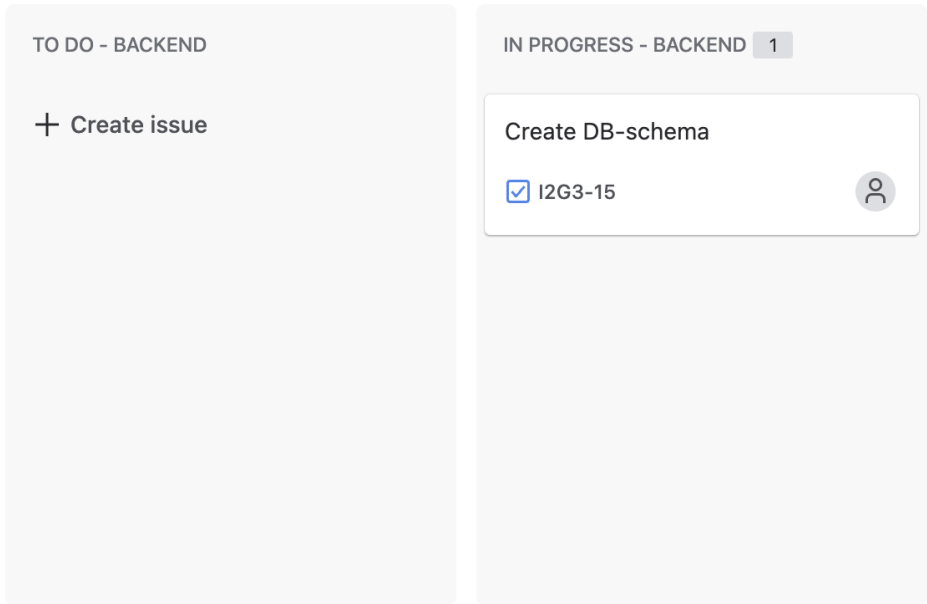 TO DO - BACKEND
Create issue
IN PROGRESS - BACKEND 1
Create DB-schema
I2G3-15